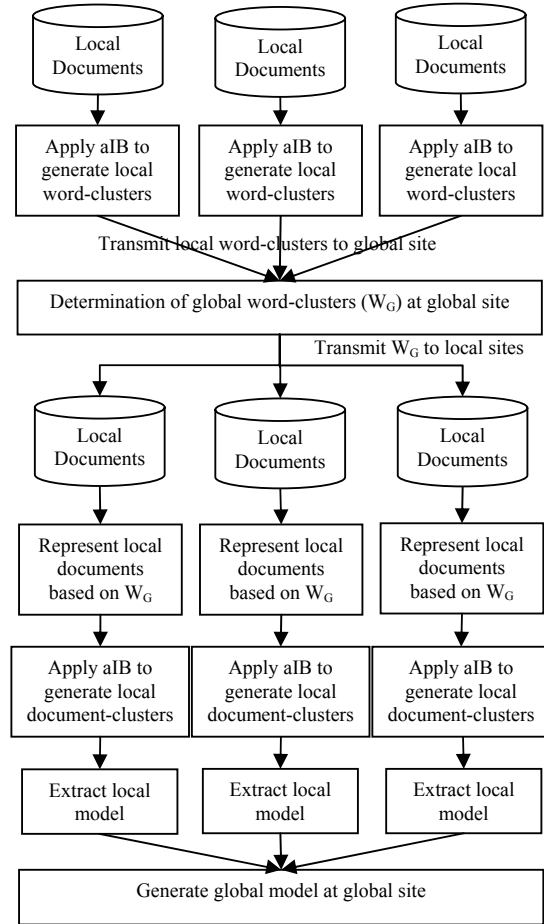 Local
Documents
Local
Documents
Local
Documents
Apply aIB to
generate local
word-clusters
Apply aIB to
generate local
word-clusters
Apply aIB to
generate local
word-clusters
Transmit local word-clusters to global site
Determination of global word-clusters (W_G) at global site
Transmit W_G to local sites
Local
Documents
Local
Documents
Local
Documents
Represent local
documents
based on W_G
Represent local
documents
based on W_G
Represent local
documents
based on W_G
Apply aIB to
generate local
document-clusters
Apply aIB to
generate local
document-clusters
Apply aIB to
generate local
document-clusters
Extract local
model
Extract local
model
Extract local
model
Generate global model at global site